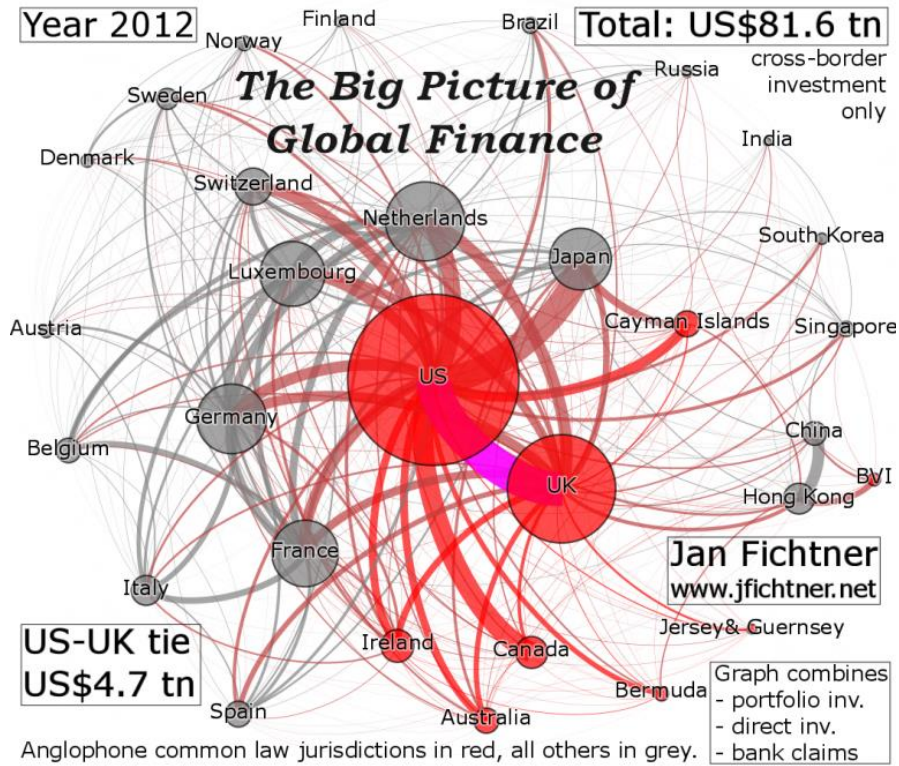 Year 2012
Finland
Brazil
Total: US$81.6 tn
Norway
cross-border
investment
only
Russia
The Big Picture of
Global Finance
Sweden
India
Denmark
Switzerland
Netherlands
South Korea
Japan
Luxembourg
Cayman Islands
Singapore
Austria
US
Germany
China
Belgium
BVI
UK
Hong Kong
France
Jan Fichtner
www.jfichtner.net
Italy
Jersey& Guernsey
US-UK tie
US$4.7 tn
Ireland
Canada
Graph combines
- portfolio inv.
- direct inv.
- bank claims
Bermuda
Spain
Australia
Anglophone common law jurisdictions in red, all others in grey.